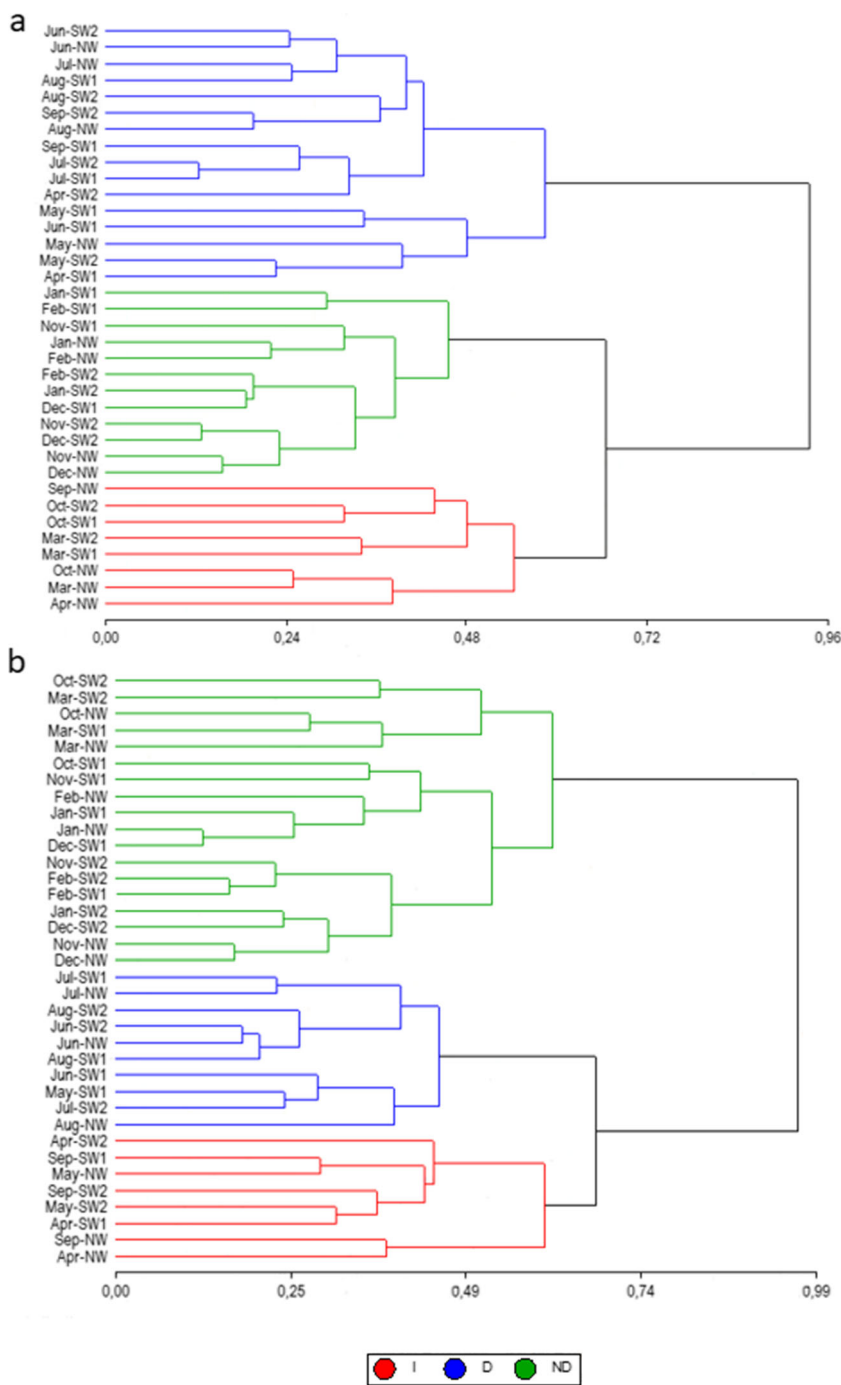 a
Jun-SW2
Jun-NW
Jul-NW
Aug-SW1
Aug-SW2
Sep-SW2
Aug-NW
Sep-SW1
Jul-SW2
Jul-SW1
Apr-SW2
May-SW1
Jun-SW1
May-NW
May-SW2
Apr-SW1
Jan-SW1
Feb-SW1
Nov-SW1
Jan-NW
Feb-NW
Feb-SW2
Jan-SW2
Dec-SW1
Nov-SW2
Dec-SW2
Nov-NW
Dec-NW
Sep-NW
Oct-SW2
Oct-SW1
Mar-SW2
Mar-SW1
Oct-NW
Mar-NW
Apr-NW
0,00 0,24 0,48 0,72 0,96
b
Oct-SW2
Mar-SW2
Oct-NW
Mar-SW1
Mar-NW
Oct-SW1
Nov-SW1
Feb-NW
Jan-SW1
Jan-NW
Dec-SW1
Nov-SW2
Feb-SW2
Feb-SW1
Jan-SW2
Dec-SW2
Nov-NW
Dec-NW
Jul-SW1
Jul-NW
Aug-SW2
Jun-SW2
Jun-NW
Aug-SW1
Jun-SW1
May-SW1
Jul-SW2
Aug-NW
Apr-SW2
Sep-SW1
May-NW
Sep-SW2
May-SW2
Apr-SW1
Sep-NW
Apr-NW
0,00 0,25 0,49 0,74 0,99
I D ND